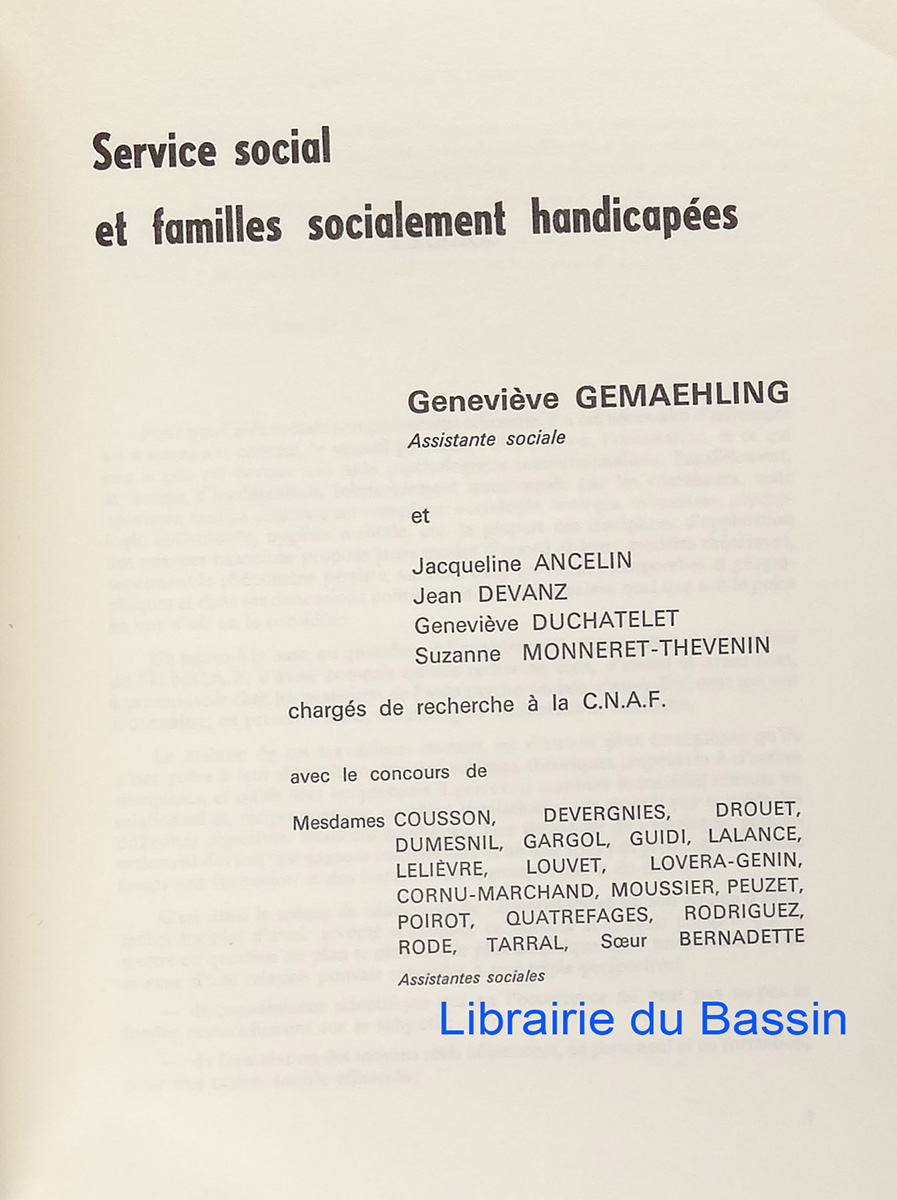 Service social
et familles socialement handicapées
Geneviève GEMAEHLING
Assistante sociale
et
Jacqueline ANCELIN
Jean DEVANZ
Geneviève DUCHATELET
Suzanne MONNERET-THEVENIN
chargés de recherche à la C.N.A.F.
avec le concours de
Mesdames COUSSON, DEVERGNIES, DROUET,
DUMESNIL, GARGOL, GUIDI, LALANCE,
LELIÈVRE, LOUVET, LOVERA-GENIN,
CORNU-MARCHAND, MOUSSIER, PEUZET,
POIROT, QUATREFAGES, RODRIGUEZ,
RODE, TARRAL, Sœur BERNADETTE
Assistantes sociales
Librairie du Bassin